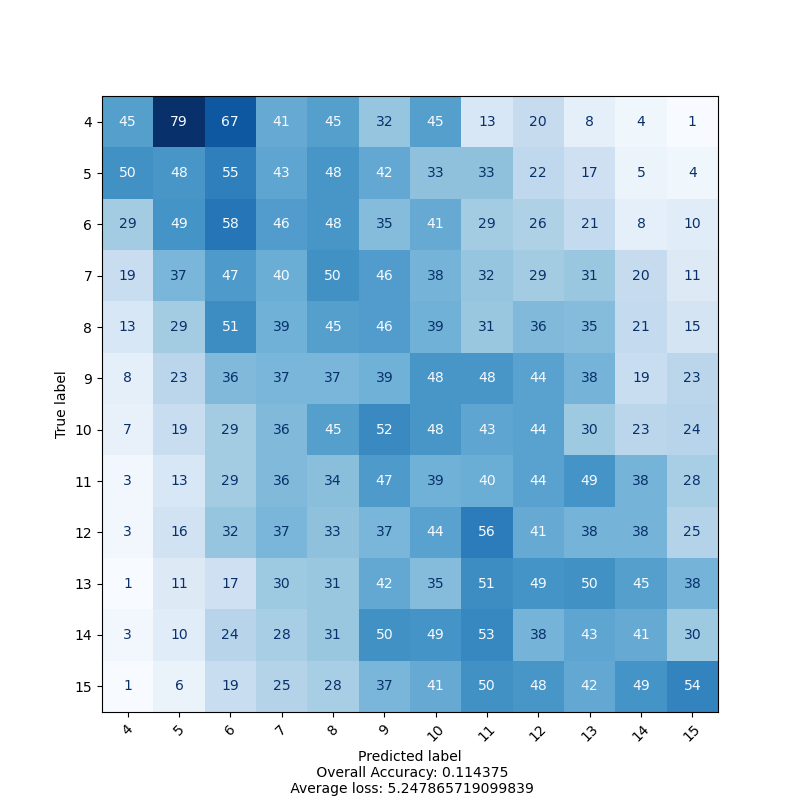 4 45 79 67 41 45 32 45 13 20 8 4 1
5 50 48 55 43 48 42 33 33 22 17 5 4
6 29 49 58 46 48 35 41 29 26 21 8 10
7 19 37 47 40 50 46 38 32 29 31 20 11
8 13 29 51 39 45 46 39 31 36 35 21 15
9 8 23 36 37 37 39 48 48 44 38 19 23
True label
10 7 19 29 36 45 52 48 43 44 30 23 24
11 3 13 29 36 34 47 39 40 44 49 38 28
12 3 16 32 37 33 37 44 56 41 38 38 25
13 1 11 17 30 31 42 35 51 49 50 45 38
14 3 10 24 28 31 50 49 53 38 43 41 30
15 1 6 19 25 28 37 41 50 48 42 49 54
4 5 6 7 8 9 10 11 12 13 14 15
Predicted label
Overall Accuracy: 0.114375
Average loss: 5.247865719099839